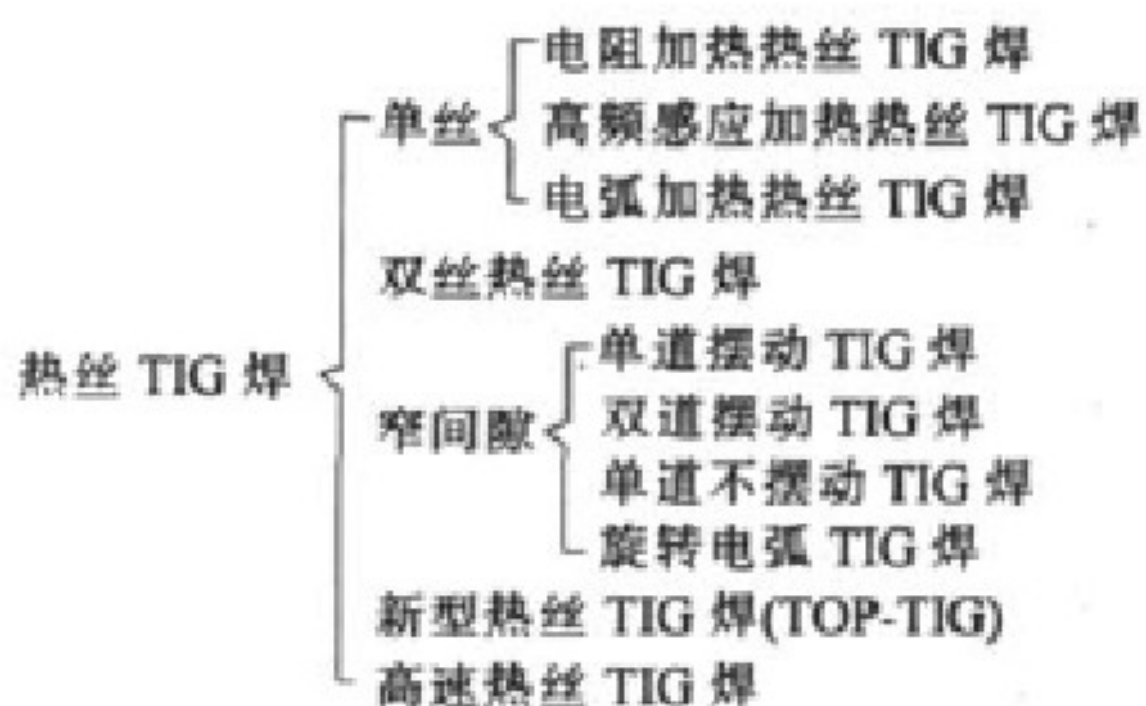 电阻加热热丝 TIG 焊
单丝
高频感应加热热丝 TIG 焊
电弧加热热丝 TIG 焊
双丝热丝 TIG 焊
热丝 TIG 焊
单道摆动 TIG 焊
窄间隙
双道摆动 TIG 焊
单道不摆动 TIG 焊
旋转电弧 TIG 焊
新型热丝 TIG 焊(TOP-TIG)
高速热丝 TIG 焊